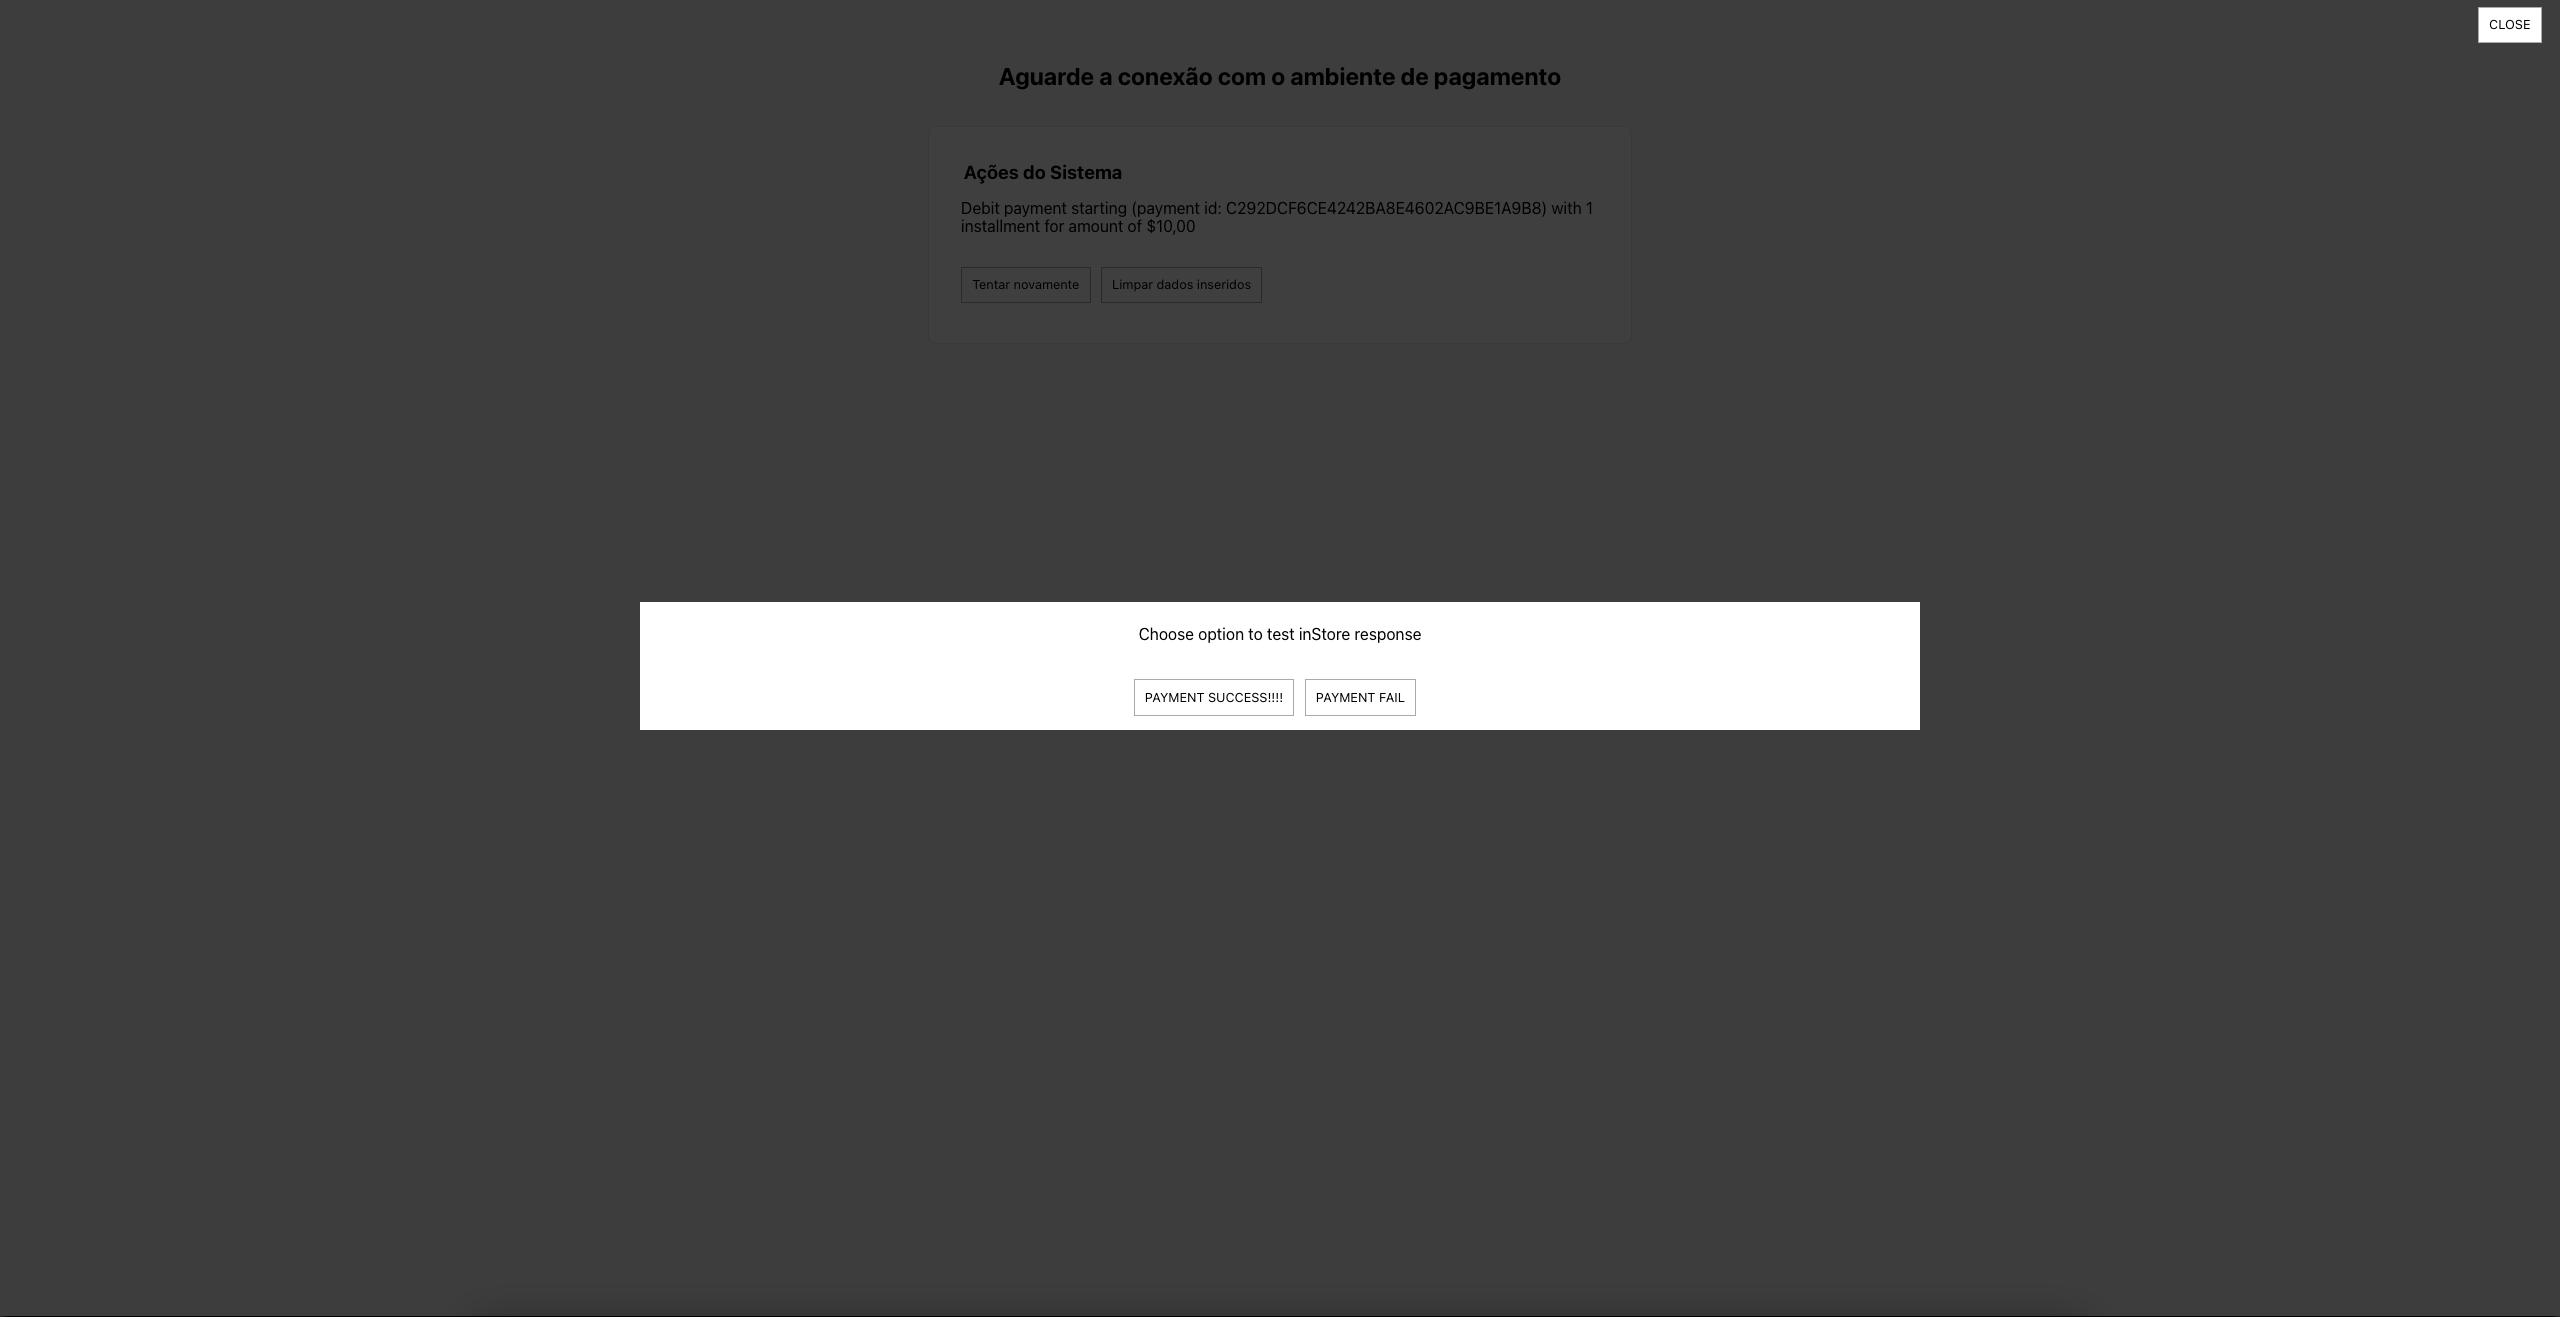 CLOSE
Aguarde a conexão com o ambiente de pagamento
Ações do Sistema
Debit payment starting (payment id: C292DCF6CE4242BA8E4602AC9BE1A9B8) with 1
installment for amount of $10,00
Tentar novamente Limpar dados inseridos
Choose option to test inStore response
PAYMENT SUCCESS!!!! PAYMENT FAIL